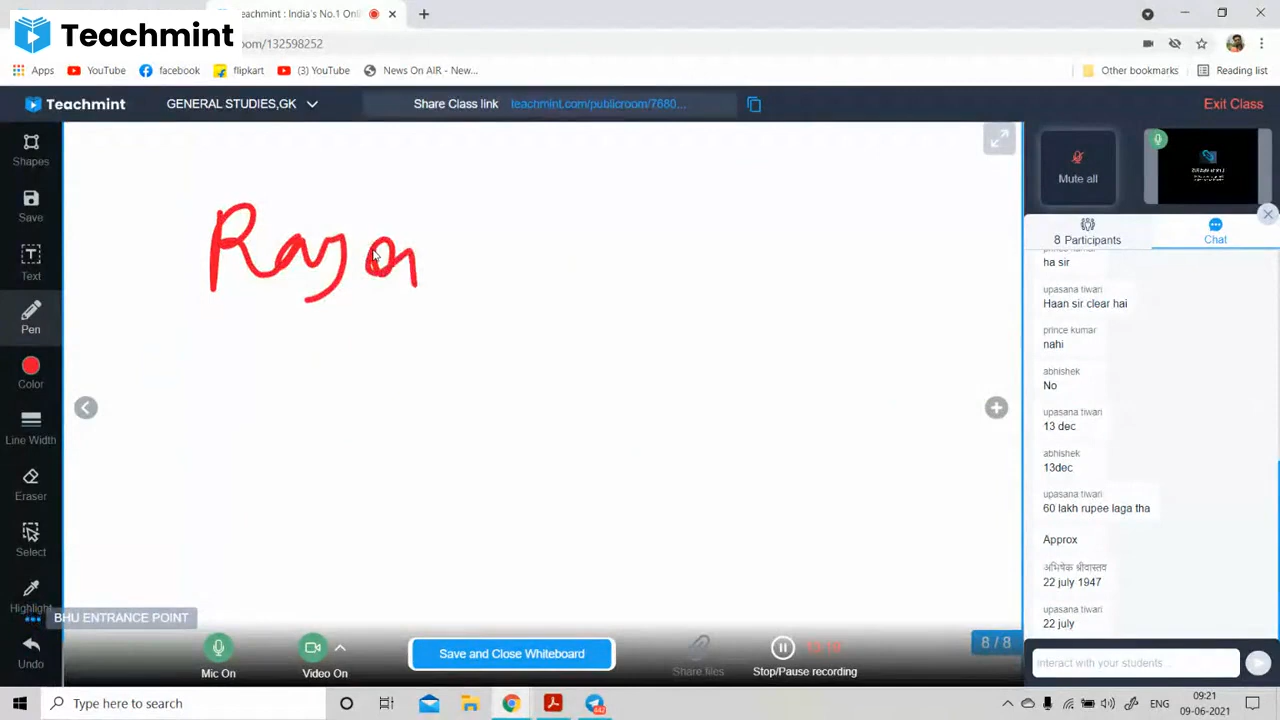 Teachmint
eachmint : India's No.1 Onli
oom/132598252
Apps
YouTube
facebook
flipkart
(3) YouTube
News On AIR - New...
Other bookmarks
Reading list
Teachmint
GENERAL STUDIES,GK
Share Class link
teachmint.com/publicroom/7680...
Exit Class
Shapes
Save
Text
Pen
Color
Line Width
Eraser
Select
Highlight
Undo
Mute all
8 Participants
Chat
ha sir
upasana tiwari
Haan sir clear hai
prince kumar
nahi
abhishek
No
upasana tiwari
13 dec
abhishek
13dec
upasana tiwari
60 lakh rupee laga tha
Approx
अभिषेक श्रीवास्तव
22 july 1947
upasana tiwari
22 july
BHU ENTRANCE POINT
8/8
Mic On
Video On
Save and Close Whiteboard
Share files
Stop/Pause recording
Interact with your students...
Type here to search
442
ENG
09:21
09-06-2021